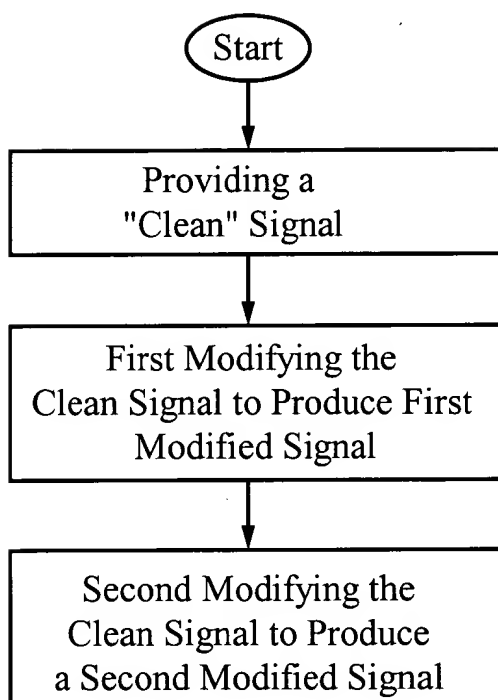 Start
Providing a
"Clean" Signal
First Modifying the
Clean Signal to Produce First
Modified Signal
Second Modifying the
Clean Signal to Produce
a Second Modified Signal